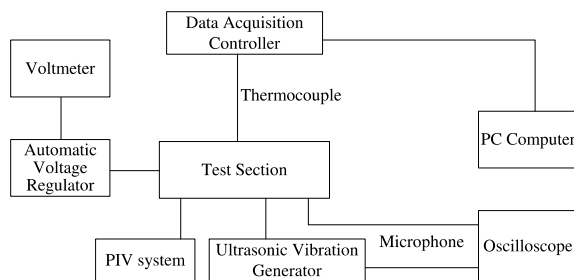 Data Acquisition
Controller
Voltmeter
Thermocouple
PC Computer
Automatic
Voltage
Regulator
Test Section
Microphone
Oscilloscope
PIV system
Ultrasonic Vibration
Generator